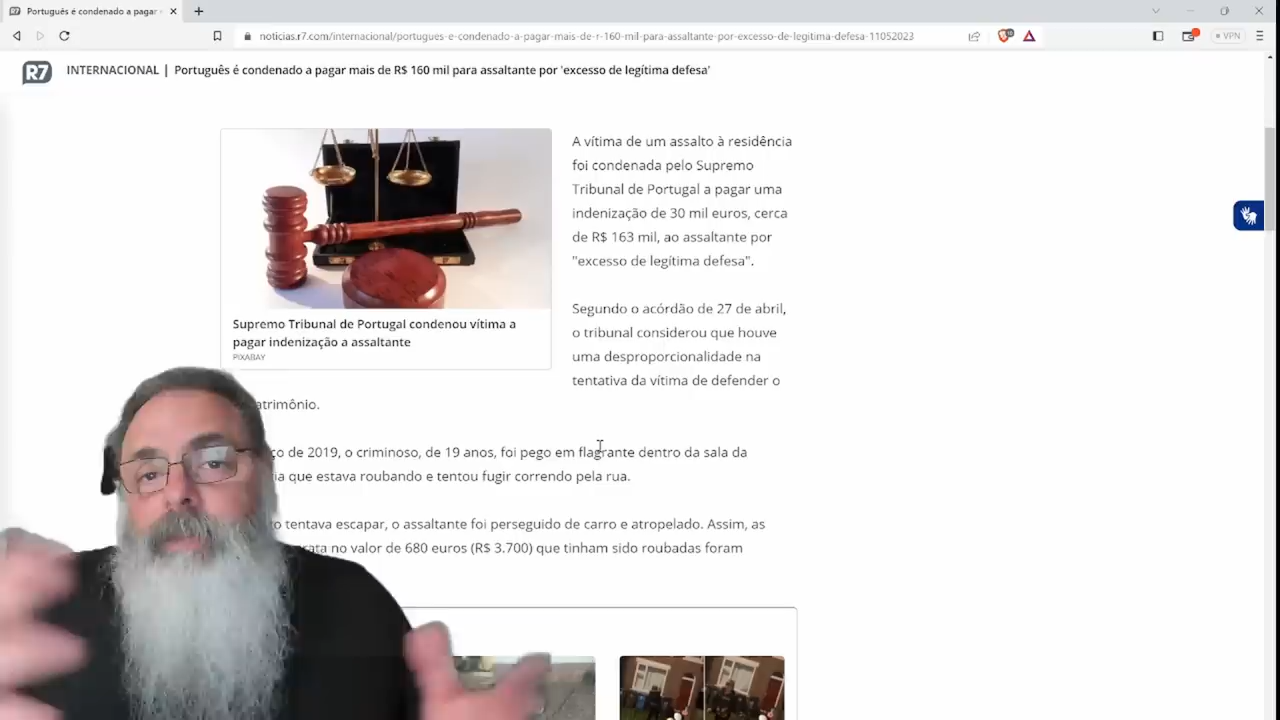 Português é condenado a pagar
noticias.r7.com/internacional/portugues-e-condenado-a-pagar-mais-de-r-160-mil-para-assaltante-por-excesso-de-legitima-defesa-11052023
VPN
R7 INTERNACIONAL | Português é condenado a pagar mais de R$ 160 mil para assaltante por 'excesso de legítima defesa'
Supremo Tribunal de Portugal condenou vítima a
pagar indenização a assaltante
PIXABAY
A vítima de um assalto à residência
foi condenada pelo Supremo
Tribunal de Portugal a pagar uma
indenização de 30 mil euros, cerca
de R$ 163 mil, ao assaltante por
"excesso de legítima defesa".
Segundo o acórdão de 27 de abril,
o tribunal considerou que houve
uma desproporcionalidade na
tentativa da vítima de defender o
atrimônio.
ço de 2019, o criminoso, de 19 anos, foi pego em flagrante dentro da sala da
ia que estava roubando e tentou fugir correndo pela rua.
o tentava escapar, o assaltante foi perseguido de carro e atropelado. Assim, as
rata no valor de 680 euros (R$ 3.700) que tinham sido roubadas foram